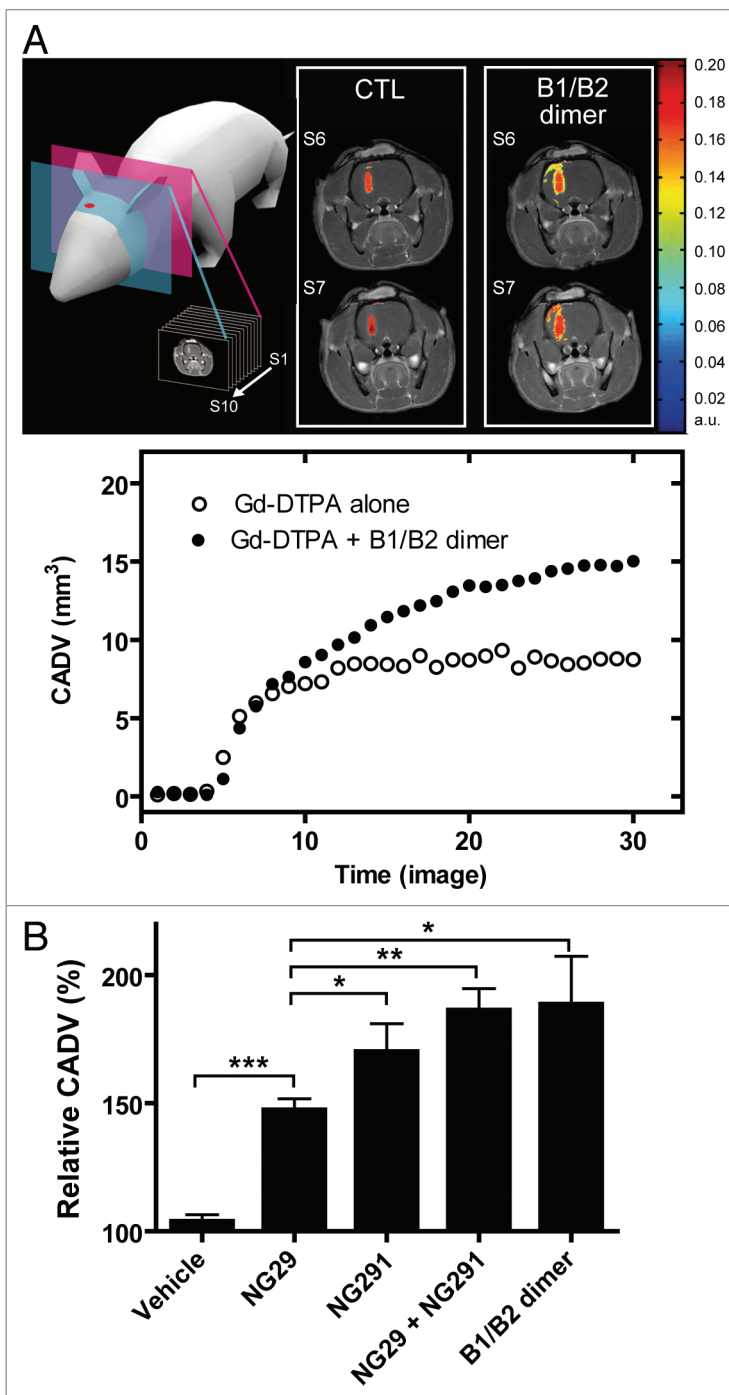 A
CTL
B1/B2
dimer
S6
S6
S7
S7
S1
S10
0.20
0.18
0.16
0.14
0.12
0.10
0.08
0.06
0.04
0.02
a.u.
20
15
10
5
0
CADV (mm³)
Gd-DTPA alone
Gd-DTPA + B1/B2 dimer
0
10
20
30
Time (image)
B
200
150
100
Relative CADV (%)
*
**
*
***
Vehicle
NG29
NG291
NG29 + NG291
B1/B2 dimer